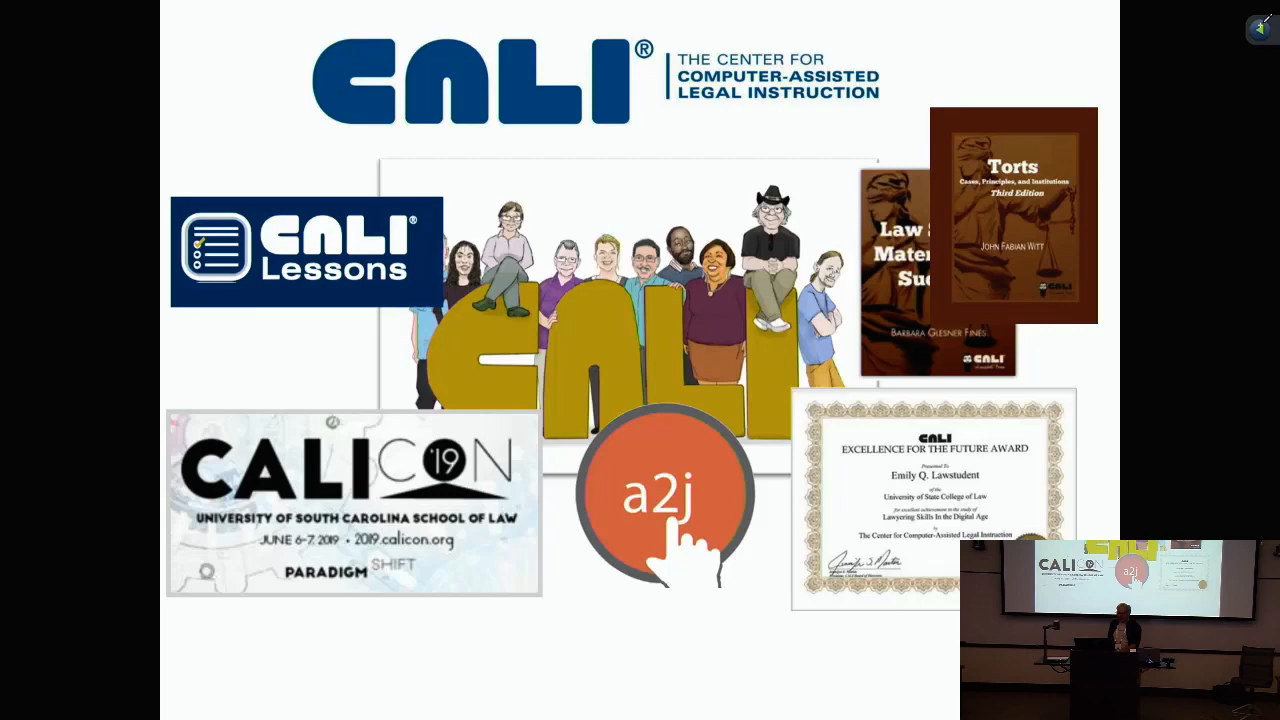 CALI®
THE CENTER FOR
COMPUTER-ASSISTED
LEGAL INSTRUCTION
CALI®
Lessons
CALI
Torts
Cases, Principles, and Institutions
Third Edition
JOHN FABIAN WITT
CALI
Law
BARBARA GLESNER FINES
CALI
CALICON
'19
UNIVERSITY OF SOUTH CAROLINA SCHOOL OF LAW
JUNE 6-7, 2019 • 2019.calicon.org
PARADIGM SHIFT
a2j
CALI
EXCELLENCE FOR THE FUTURE AWARD
Presented To
Emily Q. Lawstudent
of the
University of State College of Law
for excellent achievement in the study of
Lawyering Skills In the Digital Age
by
The Center for Computer-Assisted Legal Instruction
CALICON
a2j